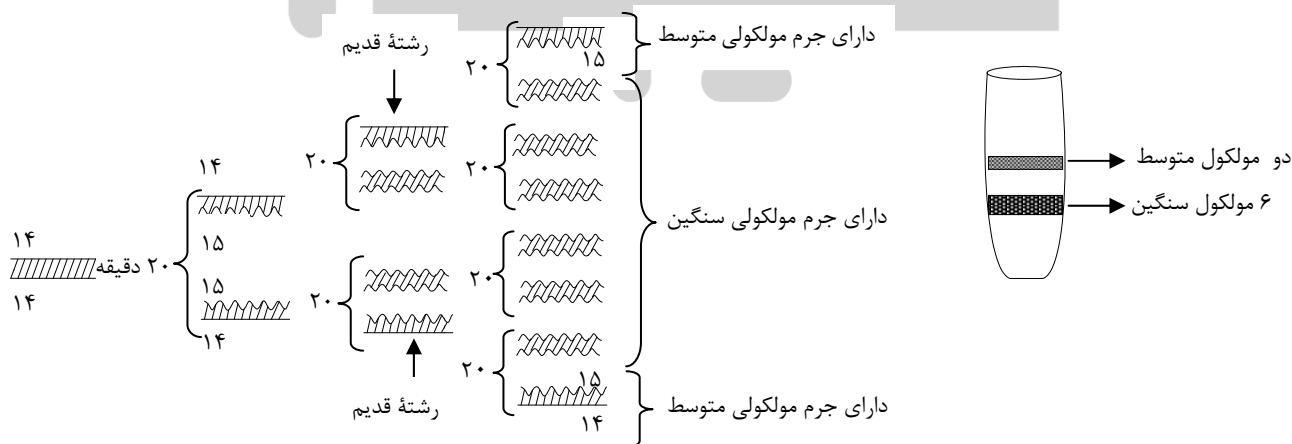 دارای جرم مولکولی متوسط
رشتهٔ قدیم
۱۵
۲۰
دو مولکول متوسط
۲۰
۲۰
۱۴
۶ مولکول سنگین
دارای جرم مولکولی سنگین
۱۴
۱۵
۲۰ دقیقه
۱۴
۱۵
۲۰
۲۰
۱۴
۲۰
۱۵
رشتهٔ قدیم
دارای جرم مولکولی متوسط
۱۴